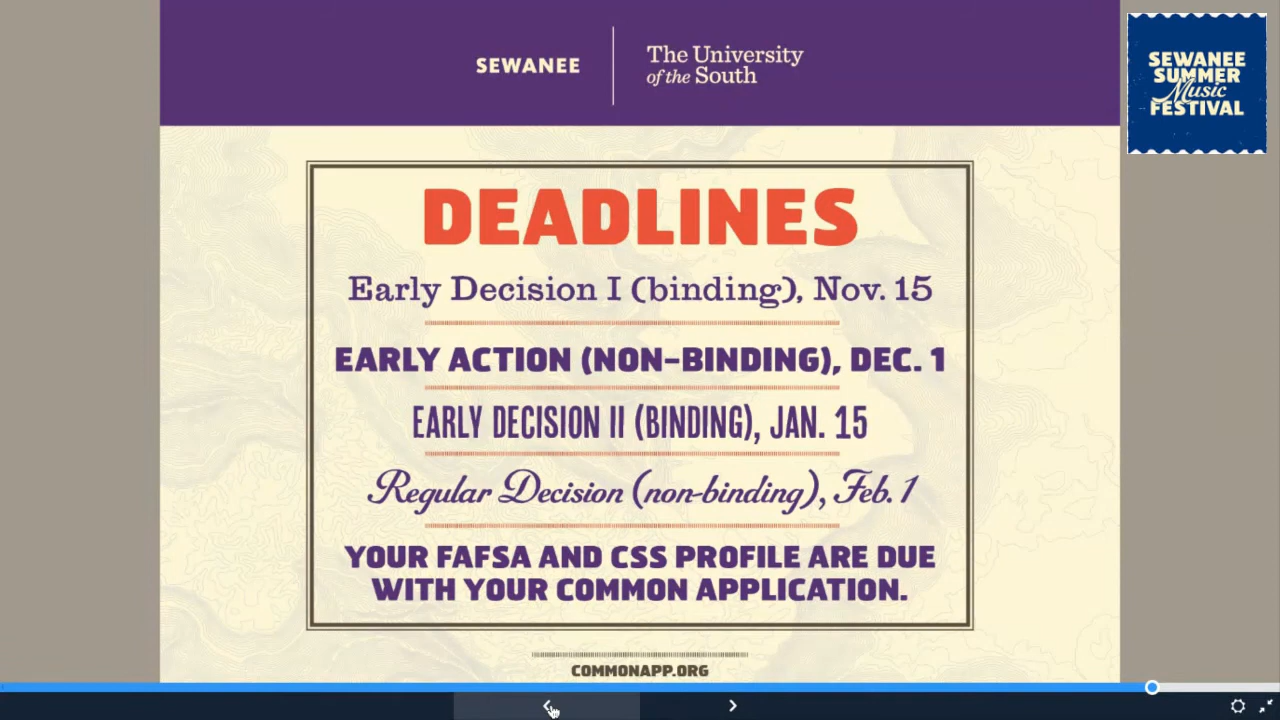 SEWANEE
The University
of the South
SEWANEE
SUMMER
Music
FESTIVAL
DEADLINES
Early Decision I (binding), Nov. 15
EARLY ACTION (NON-BINDING), DEC. 1
EARLY DECISION II (BINDING), JAN. 15
Regular Decision (non-binding), Feb. 1
YOUR FAFSA AND CSS PROFILE ARE DUE
WITH YOUR COMMON APPLICATION.
COMMONAPP.ORG